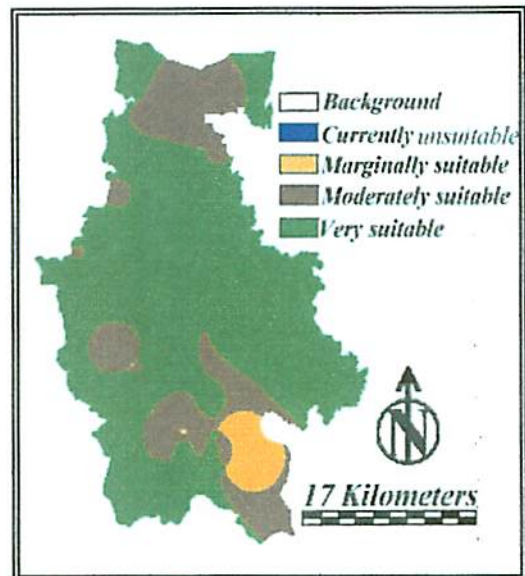 Background
Currently unsuitable
Marginally suitable
Moderately suitable
Very suitable
N
17 Kilometers